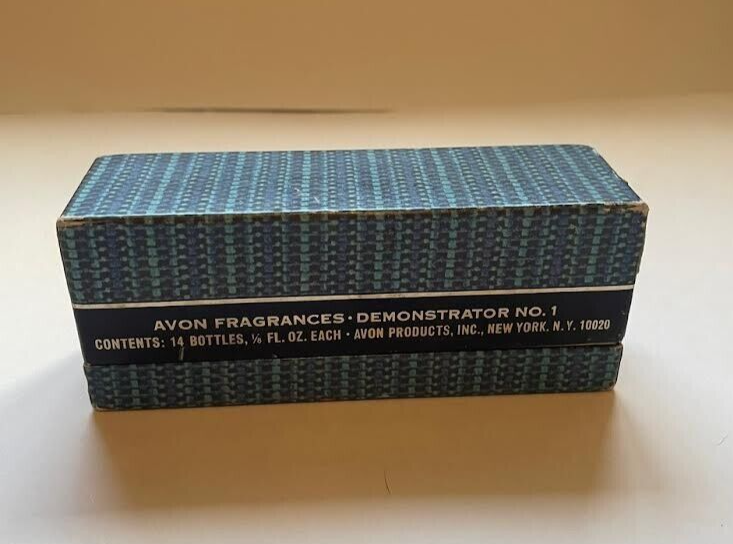 AVON FRAGRANCES · DEMONSTRATOR NO. 1
CONTENTS: 14 BOTTLES, ⅛ FL. OZ. EACH · AVON PRODUCTS, INC., NEW YORK, N.Y. 10020